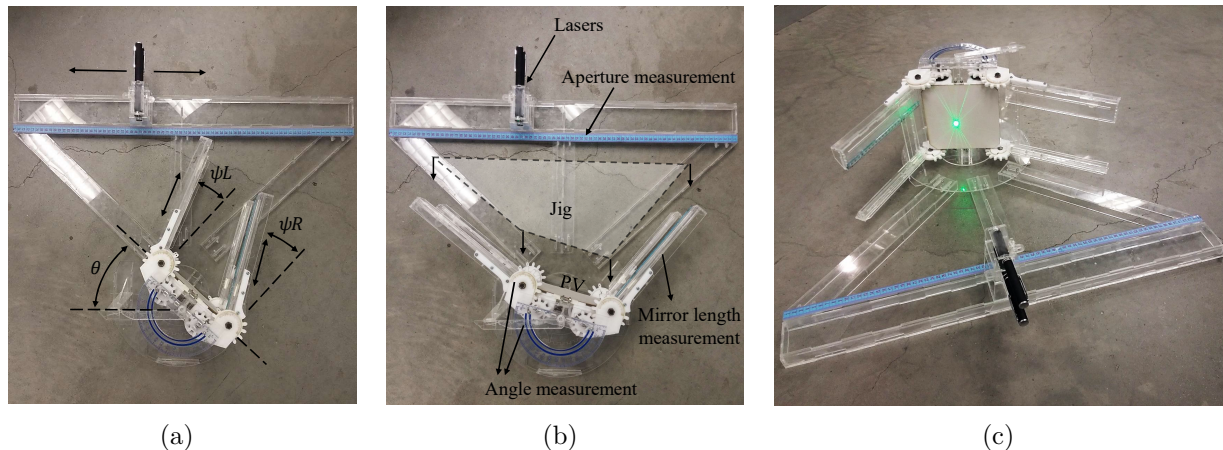 ψL
ψR
θ
Lasers
Aperture measurement
Jig
PV
Mirror length
measurement
Angle measurement
(a)
(b)
(c)